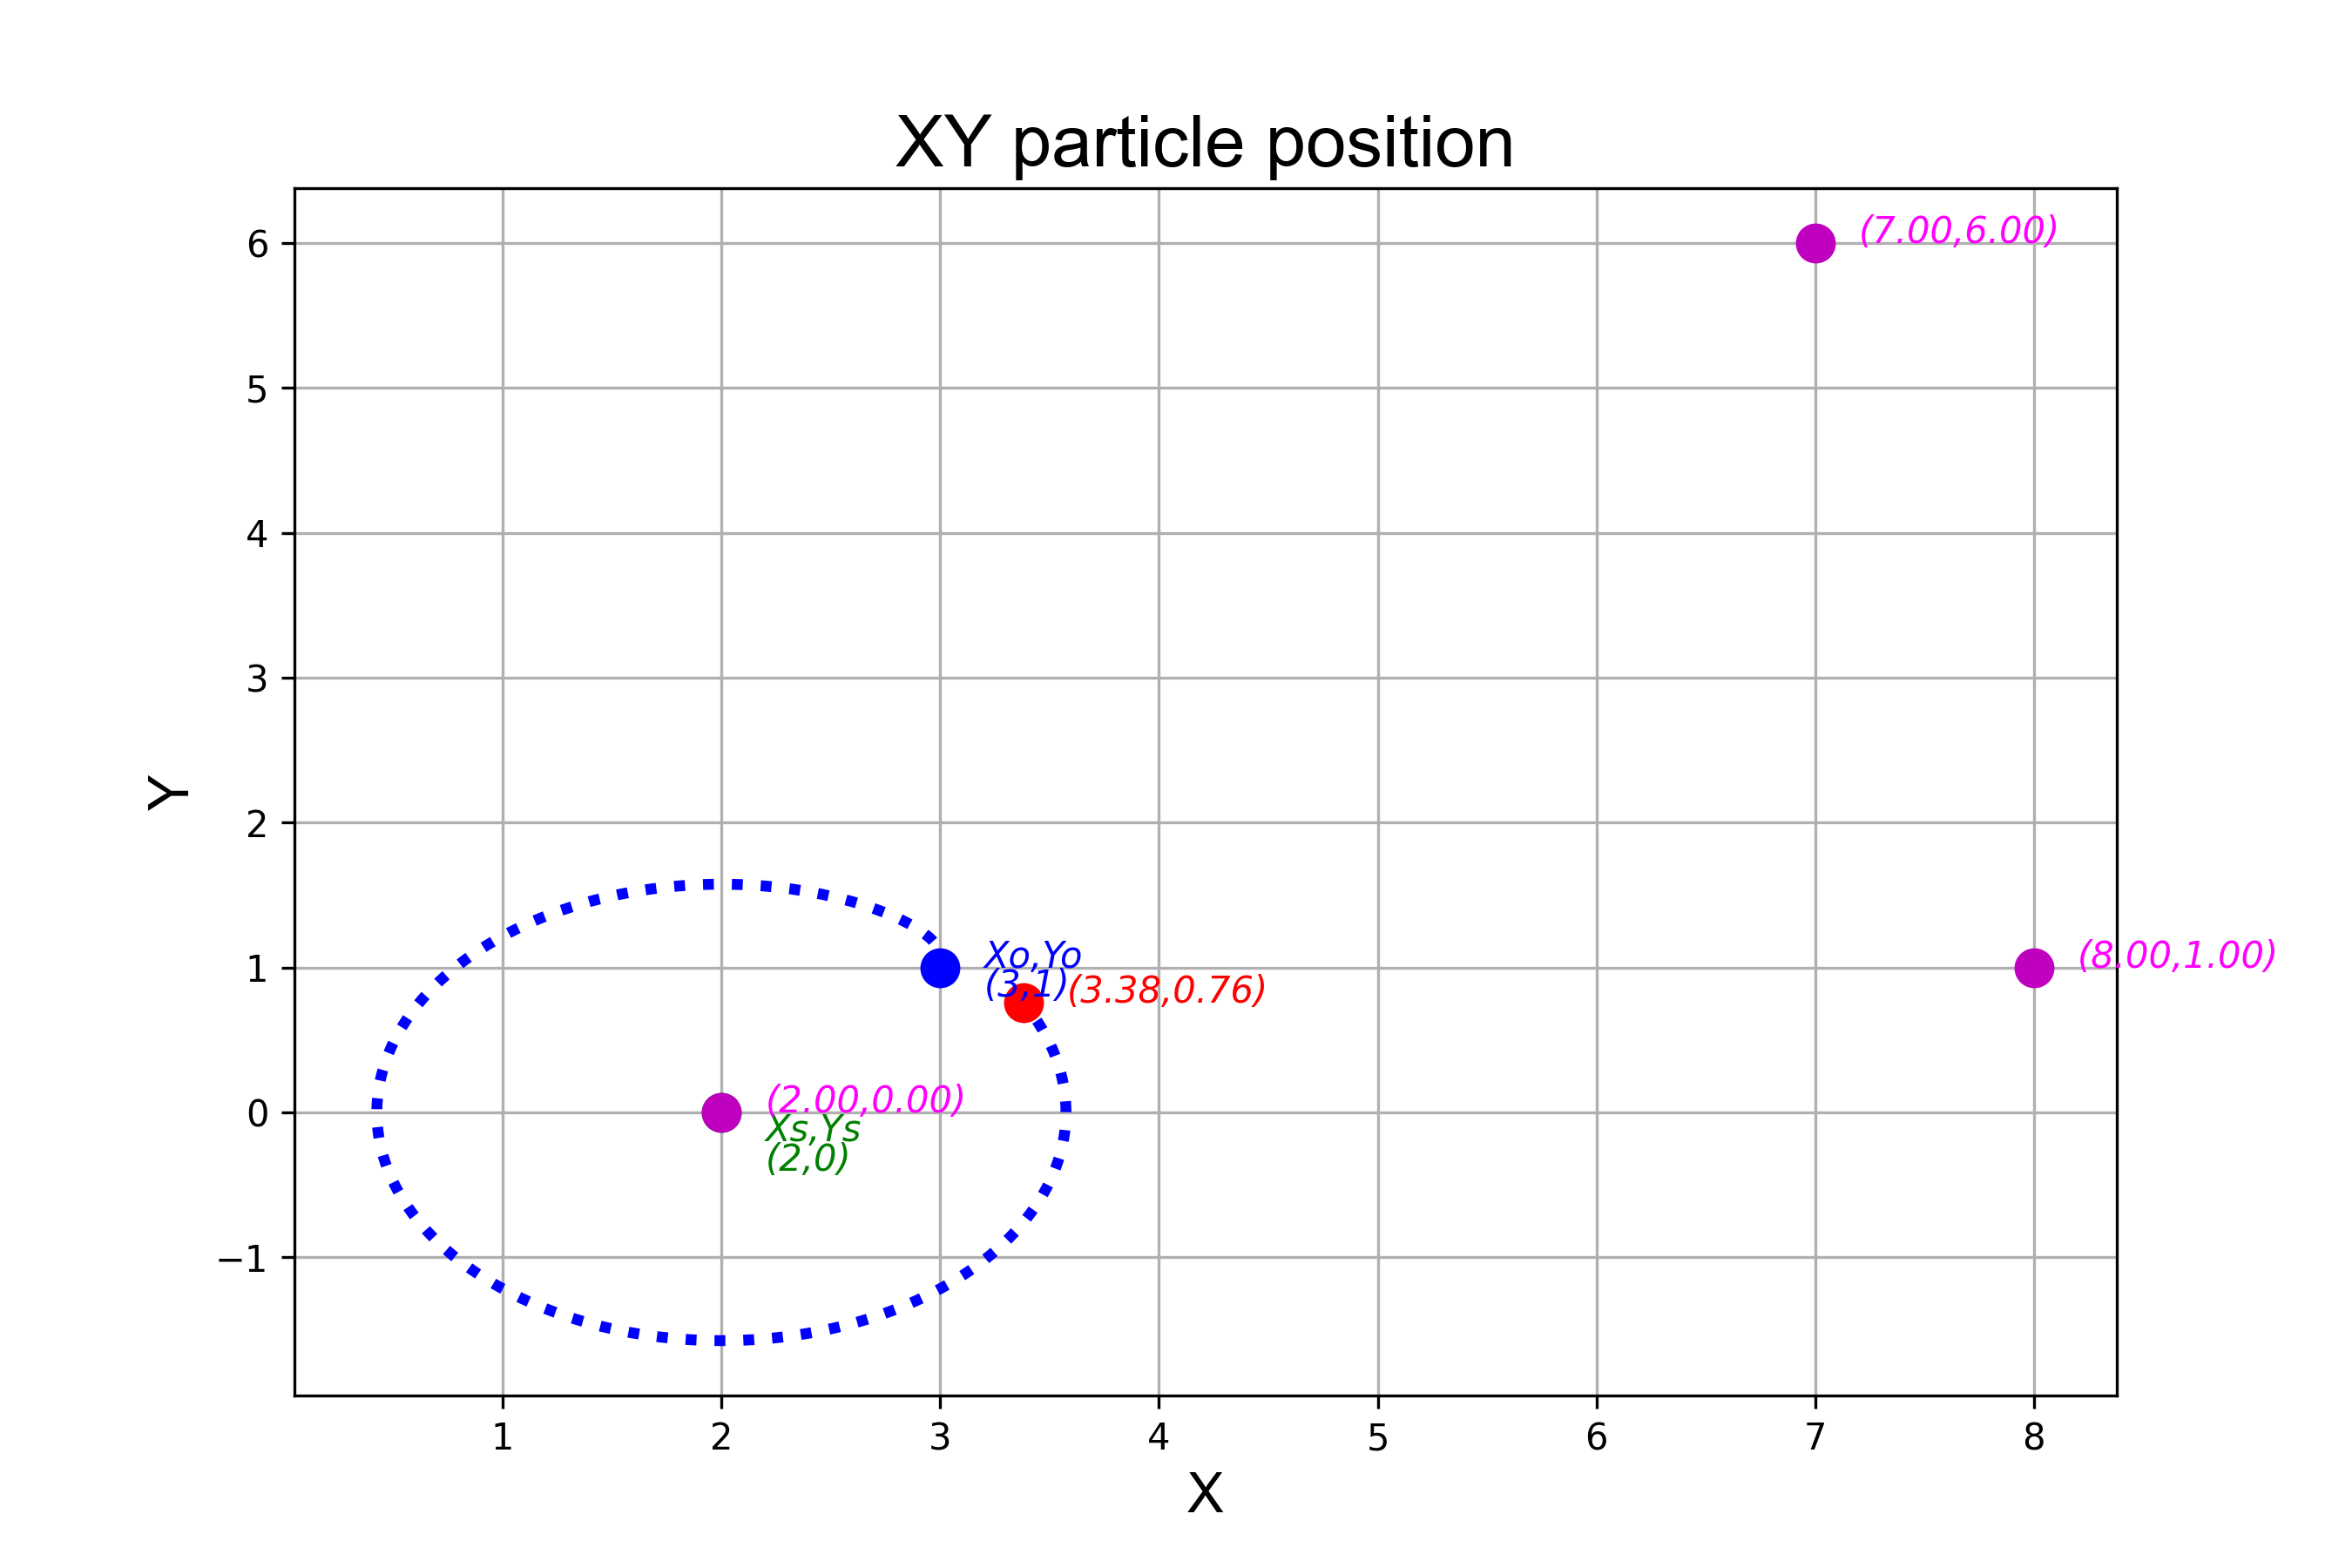 XY particle position
(7.00,6.00)
6
5
4
3
Y
2
Xo,Yo
(8.00,1.00)
1
(3,1)
(3.38,0.76)
(2.00,0.00)
0
Xs,Ys
(2,0)
−1
1 2 3 4 5 6 7 8
X